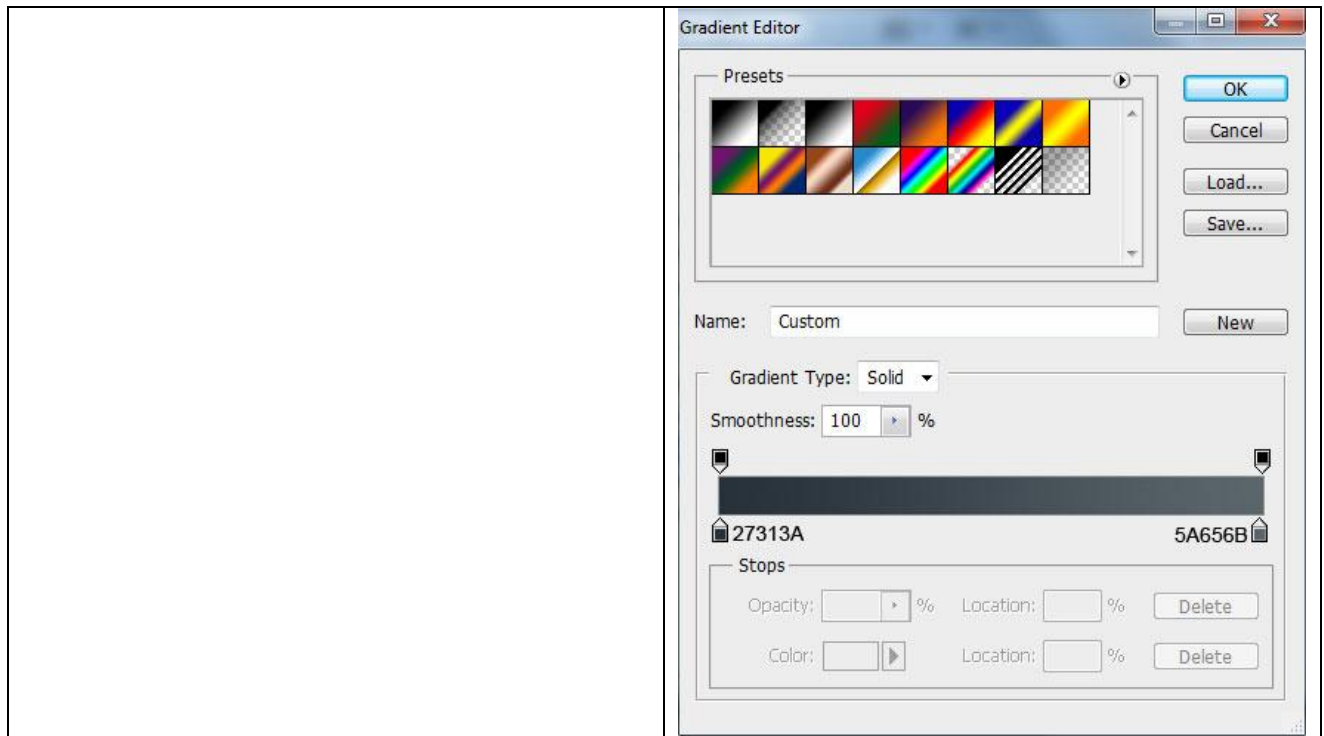 Gradient Editor
Presets
OK
Cancel
Load...
Save...
Name: Custom
New
Gradient Type: Solid
Smoothness: 100 %
27313A 5A656B
Stops
Opacity: % Location: % Delete
Color: Location: % Delete